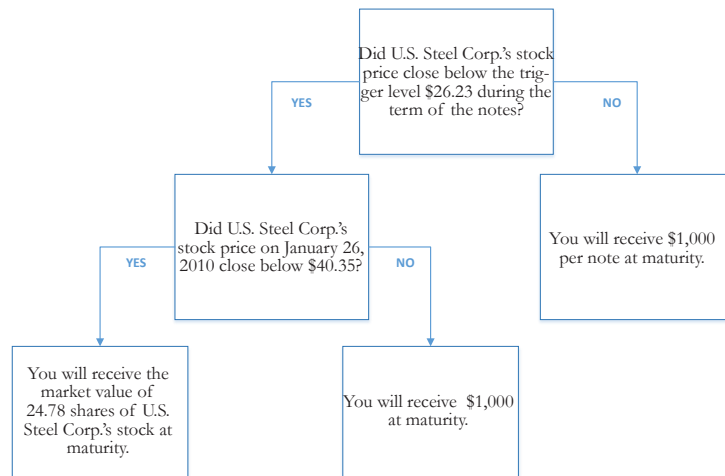 Did U.S. Steel Corp.'s stock
price close below the trig-
ger level $26.23 during the
term of the notes?
YES
NO
Did U.S. Steel Corp.'s
stock price on January 26,
2010 close below $40.35?
You will receive $1,000
per note at maturity.
YES
NO
You will receive the
market value of
24.78 shares of U.S.
Steel Corp.'s stock at
maturity.
You will receive $1,000
at maturity.